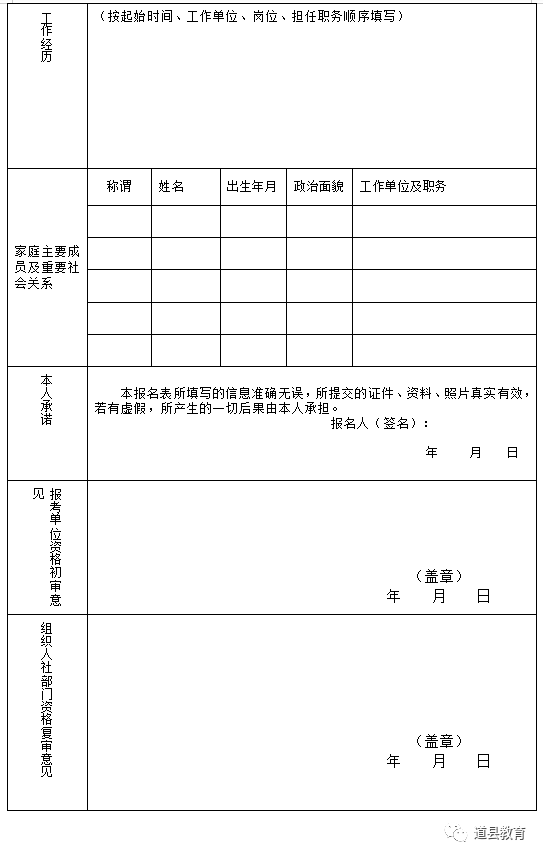 工作经历
（按起始时间、工作单位、岗位、担任职务顺序填写）
称谓 姓名 出生年月 政治面貌 工作单位及职务
家庭主要成
员及重要社
会关系
本人承诺
本报名表所填写的信息准确无误，所提交的证件、资料、照片真实有效，
若有虚假，所产生的一切后果由本人承担。
报名人（签名）：
年 月 日
报考单位资格初审意
见
（盖章）
年 月 日
组织人社部门资格复审意见
（盖章）
年 月 日
道县教育